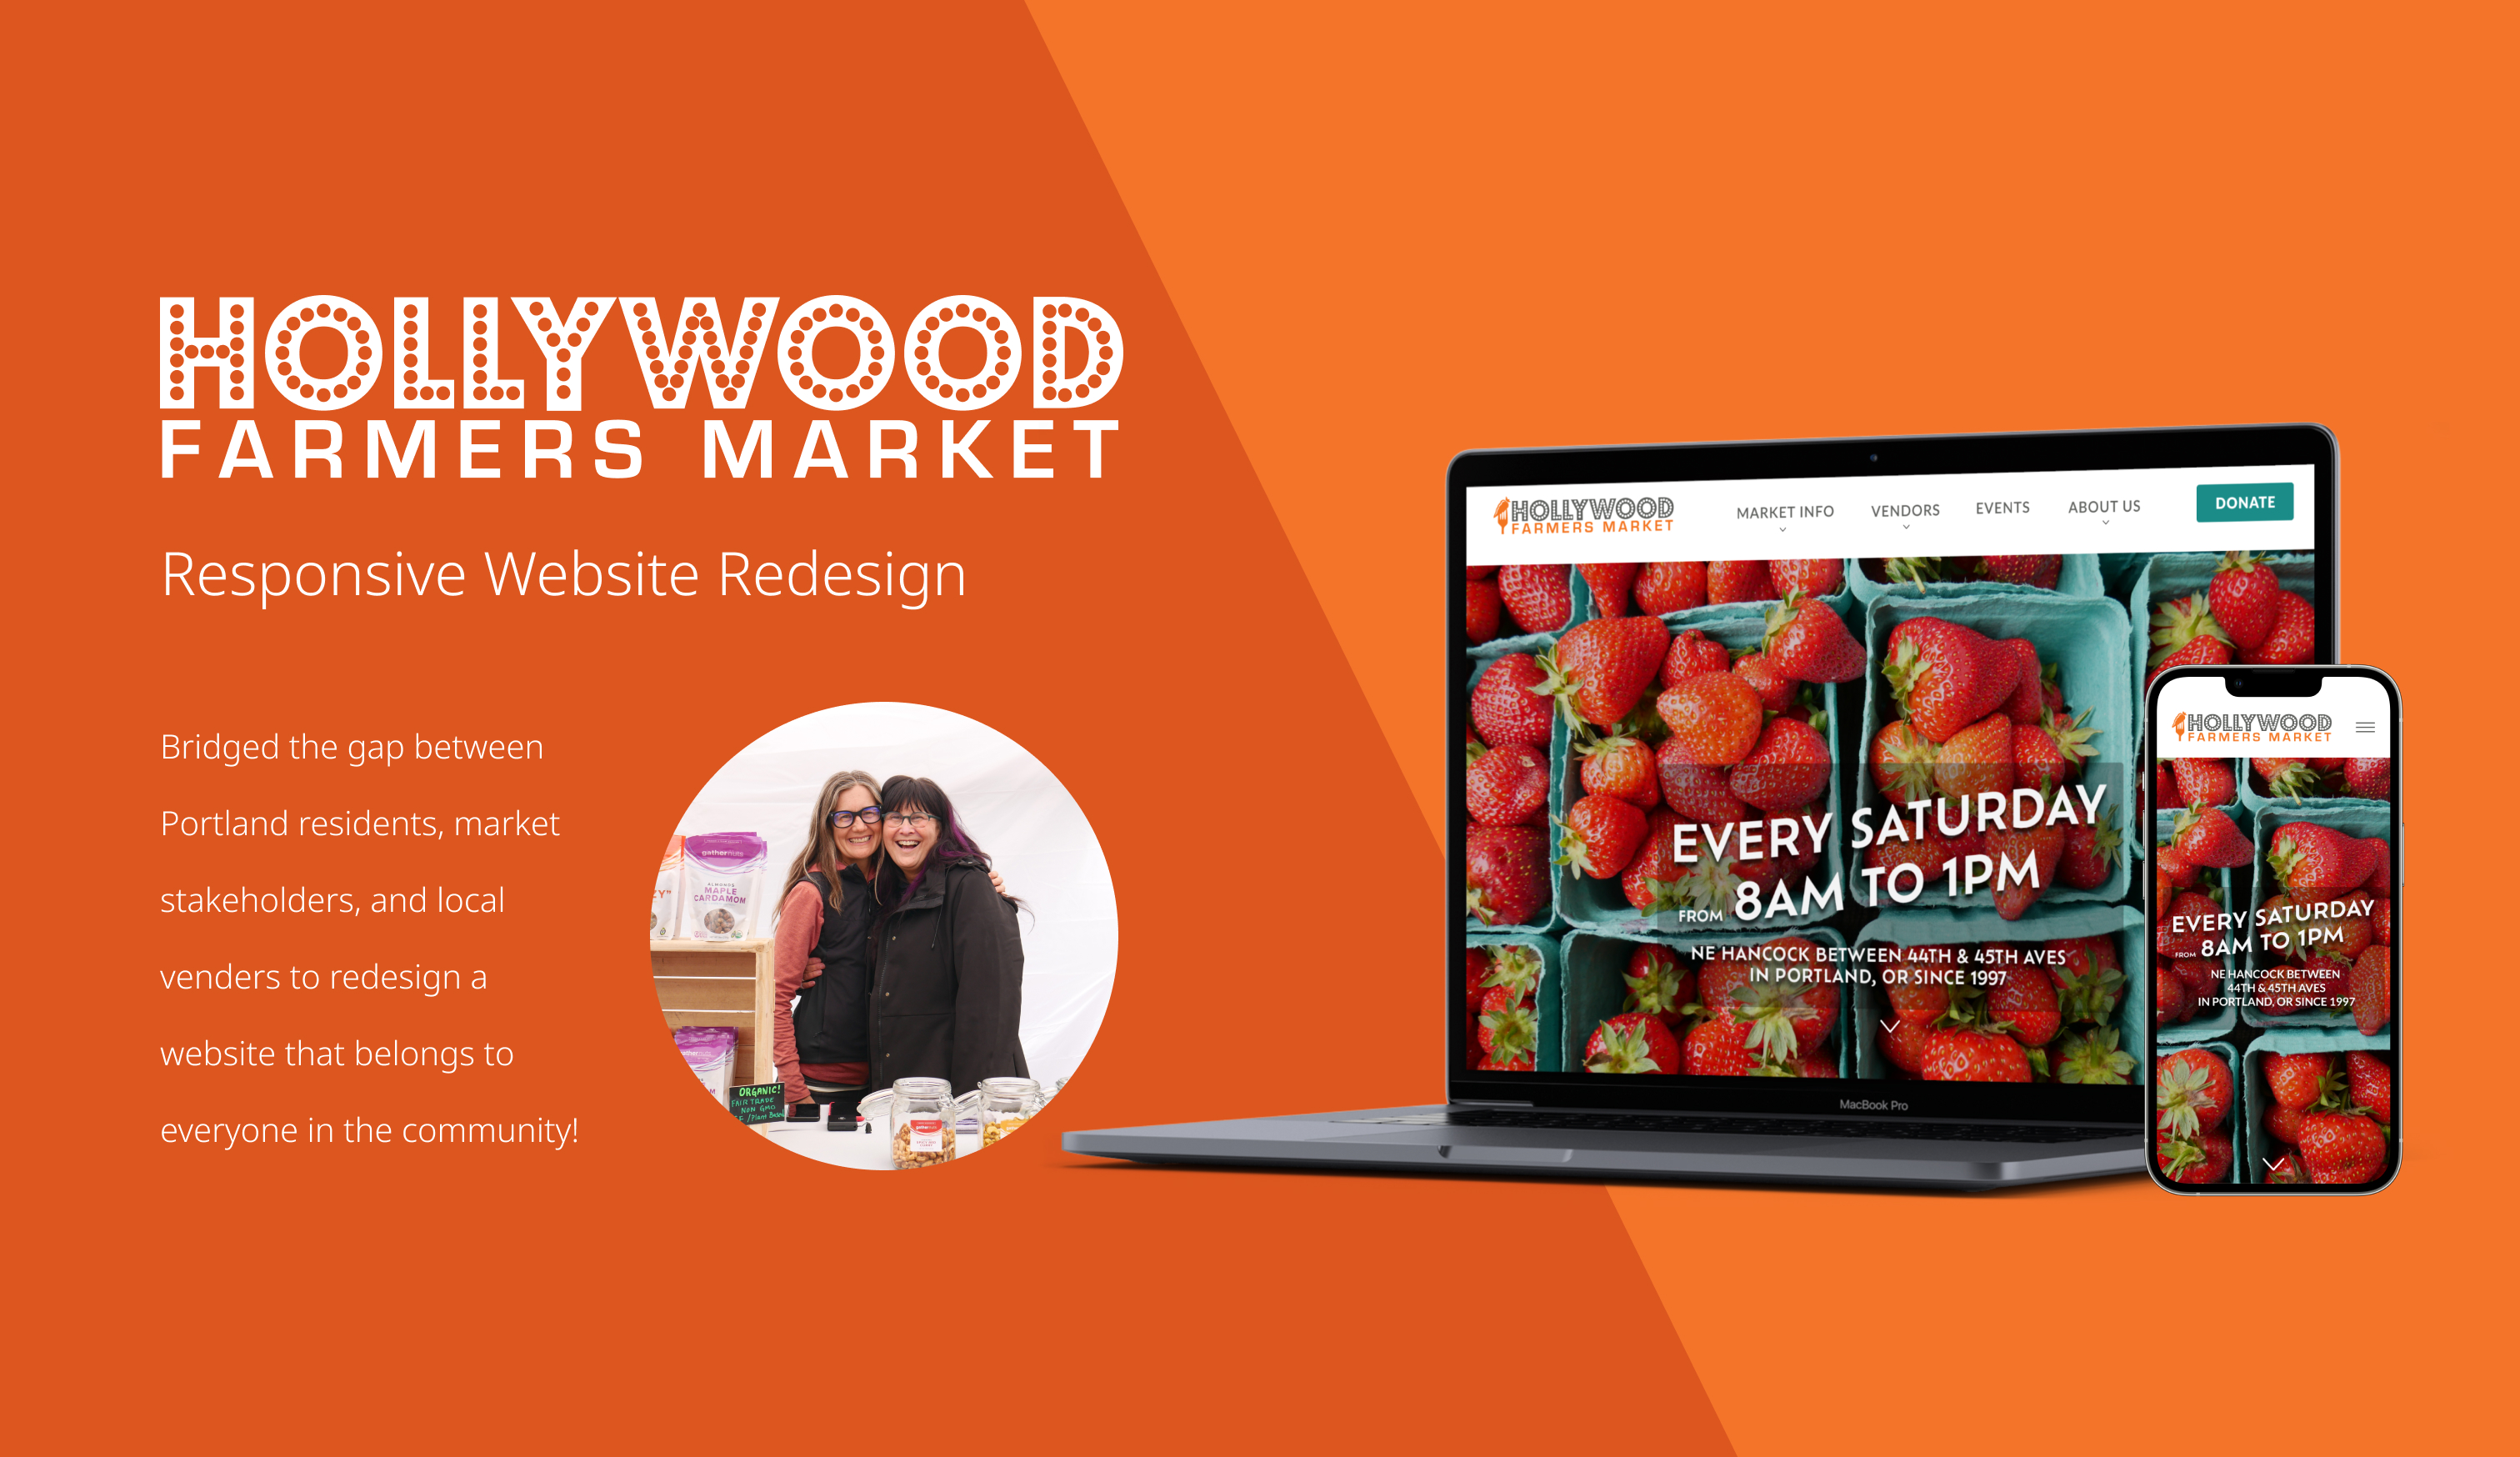 HOLLYWOOD
FARMERS MARKET
Responsive Website Redesign
Bridged the gap between
Portland residents, market
stakeholders, and local
venders to redesign a
website that belongs to
everyone in the community!
gathernuts
ALMONDS
MAPLE
CARDAMOM
ORGANIC!
FAIR TRADE
NON GMO
HOLLYWOOD
FARMERS MARKET
MARKET INFO
VENDORS
EVENTS
ABOUT US
DONATE
EVERY SATURDAY
FROM 8AM TO 1PM
NE HANCOCK BETWEEN 44TH & 45TH AVES
IN PORTLAND, OR SINCE 1997
MacBook Pro
HOLLYWOOD
FARMERS MARKET
EVERY SATURDAY
FROM 8AM TO 1PM
NE HANCOCK BETWEEN
44TH & 45TH AVES
IN PORTLAND, OR SINCE 1997